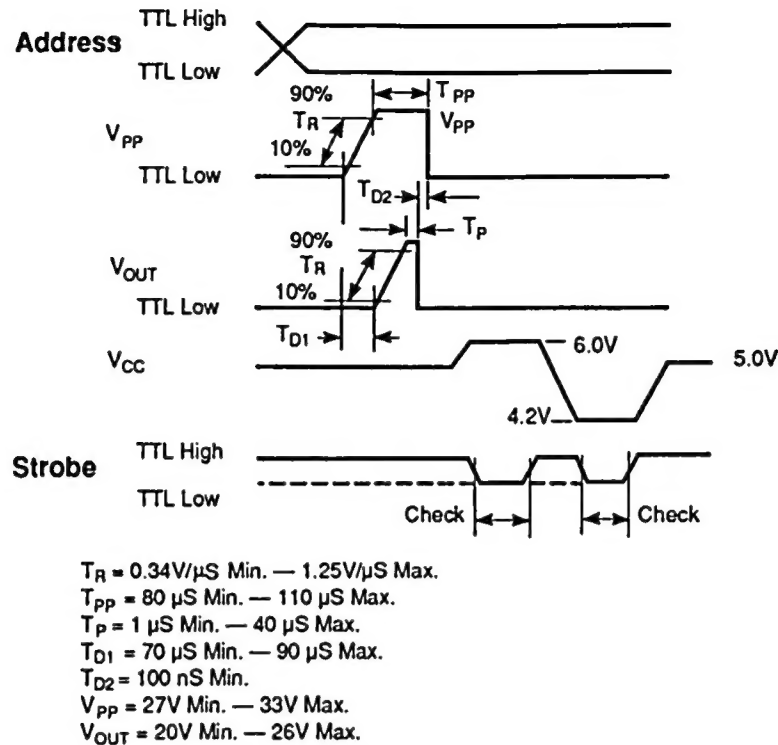 TTL High
Address
TTL Low
90%
T_PP
T_R
V_PP
V_PP
10%
TTL Low
T_D2
T_P
90%
V_OUT
T_R
10%
TTL Low
T_D1
V_CC
6.0V
5.0V
4.2V
TTL High
Strobe
TTL Low
Check
Check
T_R = 0.34V/µS Min. — 1.25V/µS Max.
T_PP = 80 µS Min. — 110 µS Max.
T_P = 1 µS Min. — 40 µS Max.
T_D1 = 70 µS Min. — 90 µS Max.
T_D2 = 100 nS Min.
V_PP = 27V Min. — 33V Max.
V_OUT = 20V Min. — 26V Max.